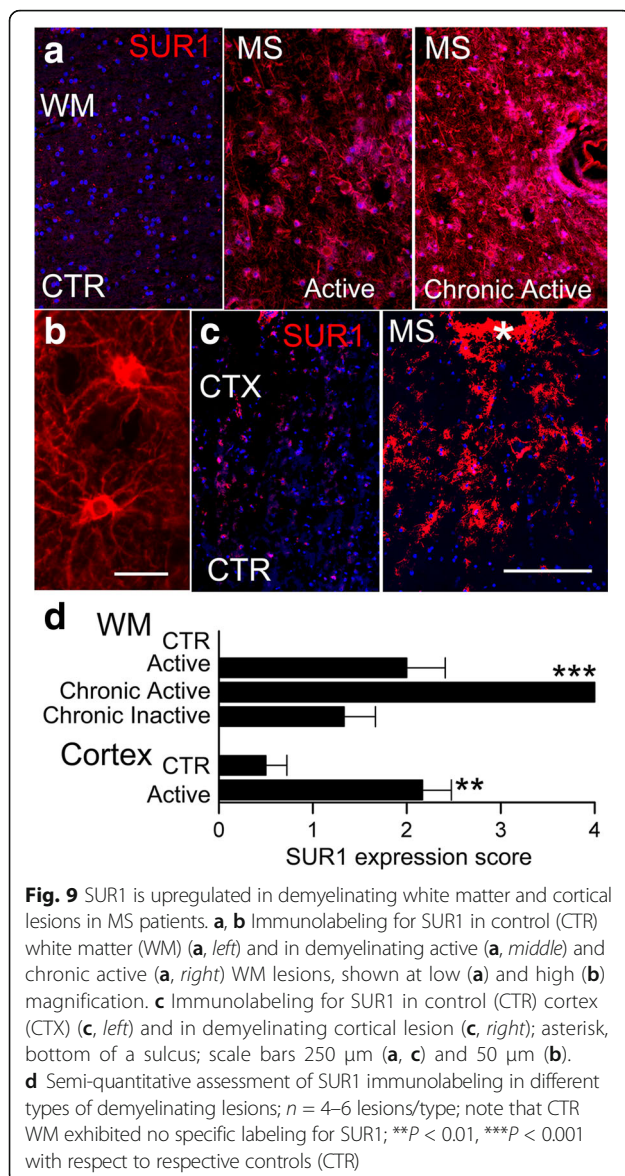 a SUR1 MS MS
WM
CTR Active Chronic Active
b c SUR1 MS *
CTX
CTR
d WM
CTR
Active
***
Chronic Active
Chronic Inactive
Cortex
CTR
Active **
0 1 2 3 4
SUR1 expression score
Fig. 9 SUR1 is upregulated in demyelinating white matter and cortical
lesions in MS patients. a, b Immunolabeling for SUR1 in control (CTR)
white matter (WM) (a, left) and in demyelinating active (a, middle) and
chronic active (a, right) WM lesions, shown at low (a) and high (b)
magnification. c Immunolabeling for SUR1 in control (CTR) cortex
(CTX) (c, left) and in demyelinating cortical lesion (c, right); asterisk,
bottom of a sulcus; scale bars 250 μm (a, c) and 50 μm (b).
d Semi-quantitative assessment of SUR1 immunolabeling in different
types of demyelinating lesions; n = 4–6 lesions/type; note that CTR
WM exhibited no specific labeling for SUR1; **P < 0.01, ***P < 0.001
with respect to respective controls (CTR)